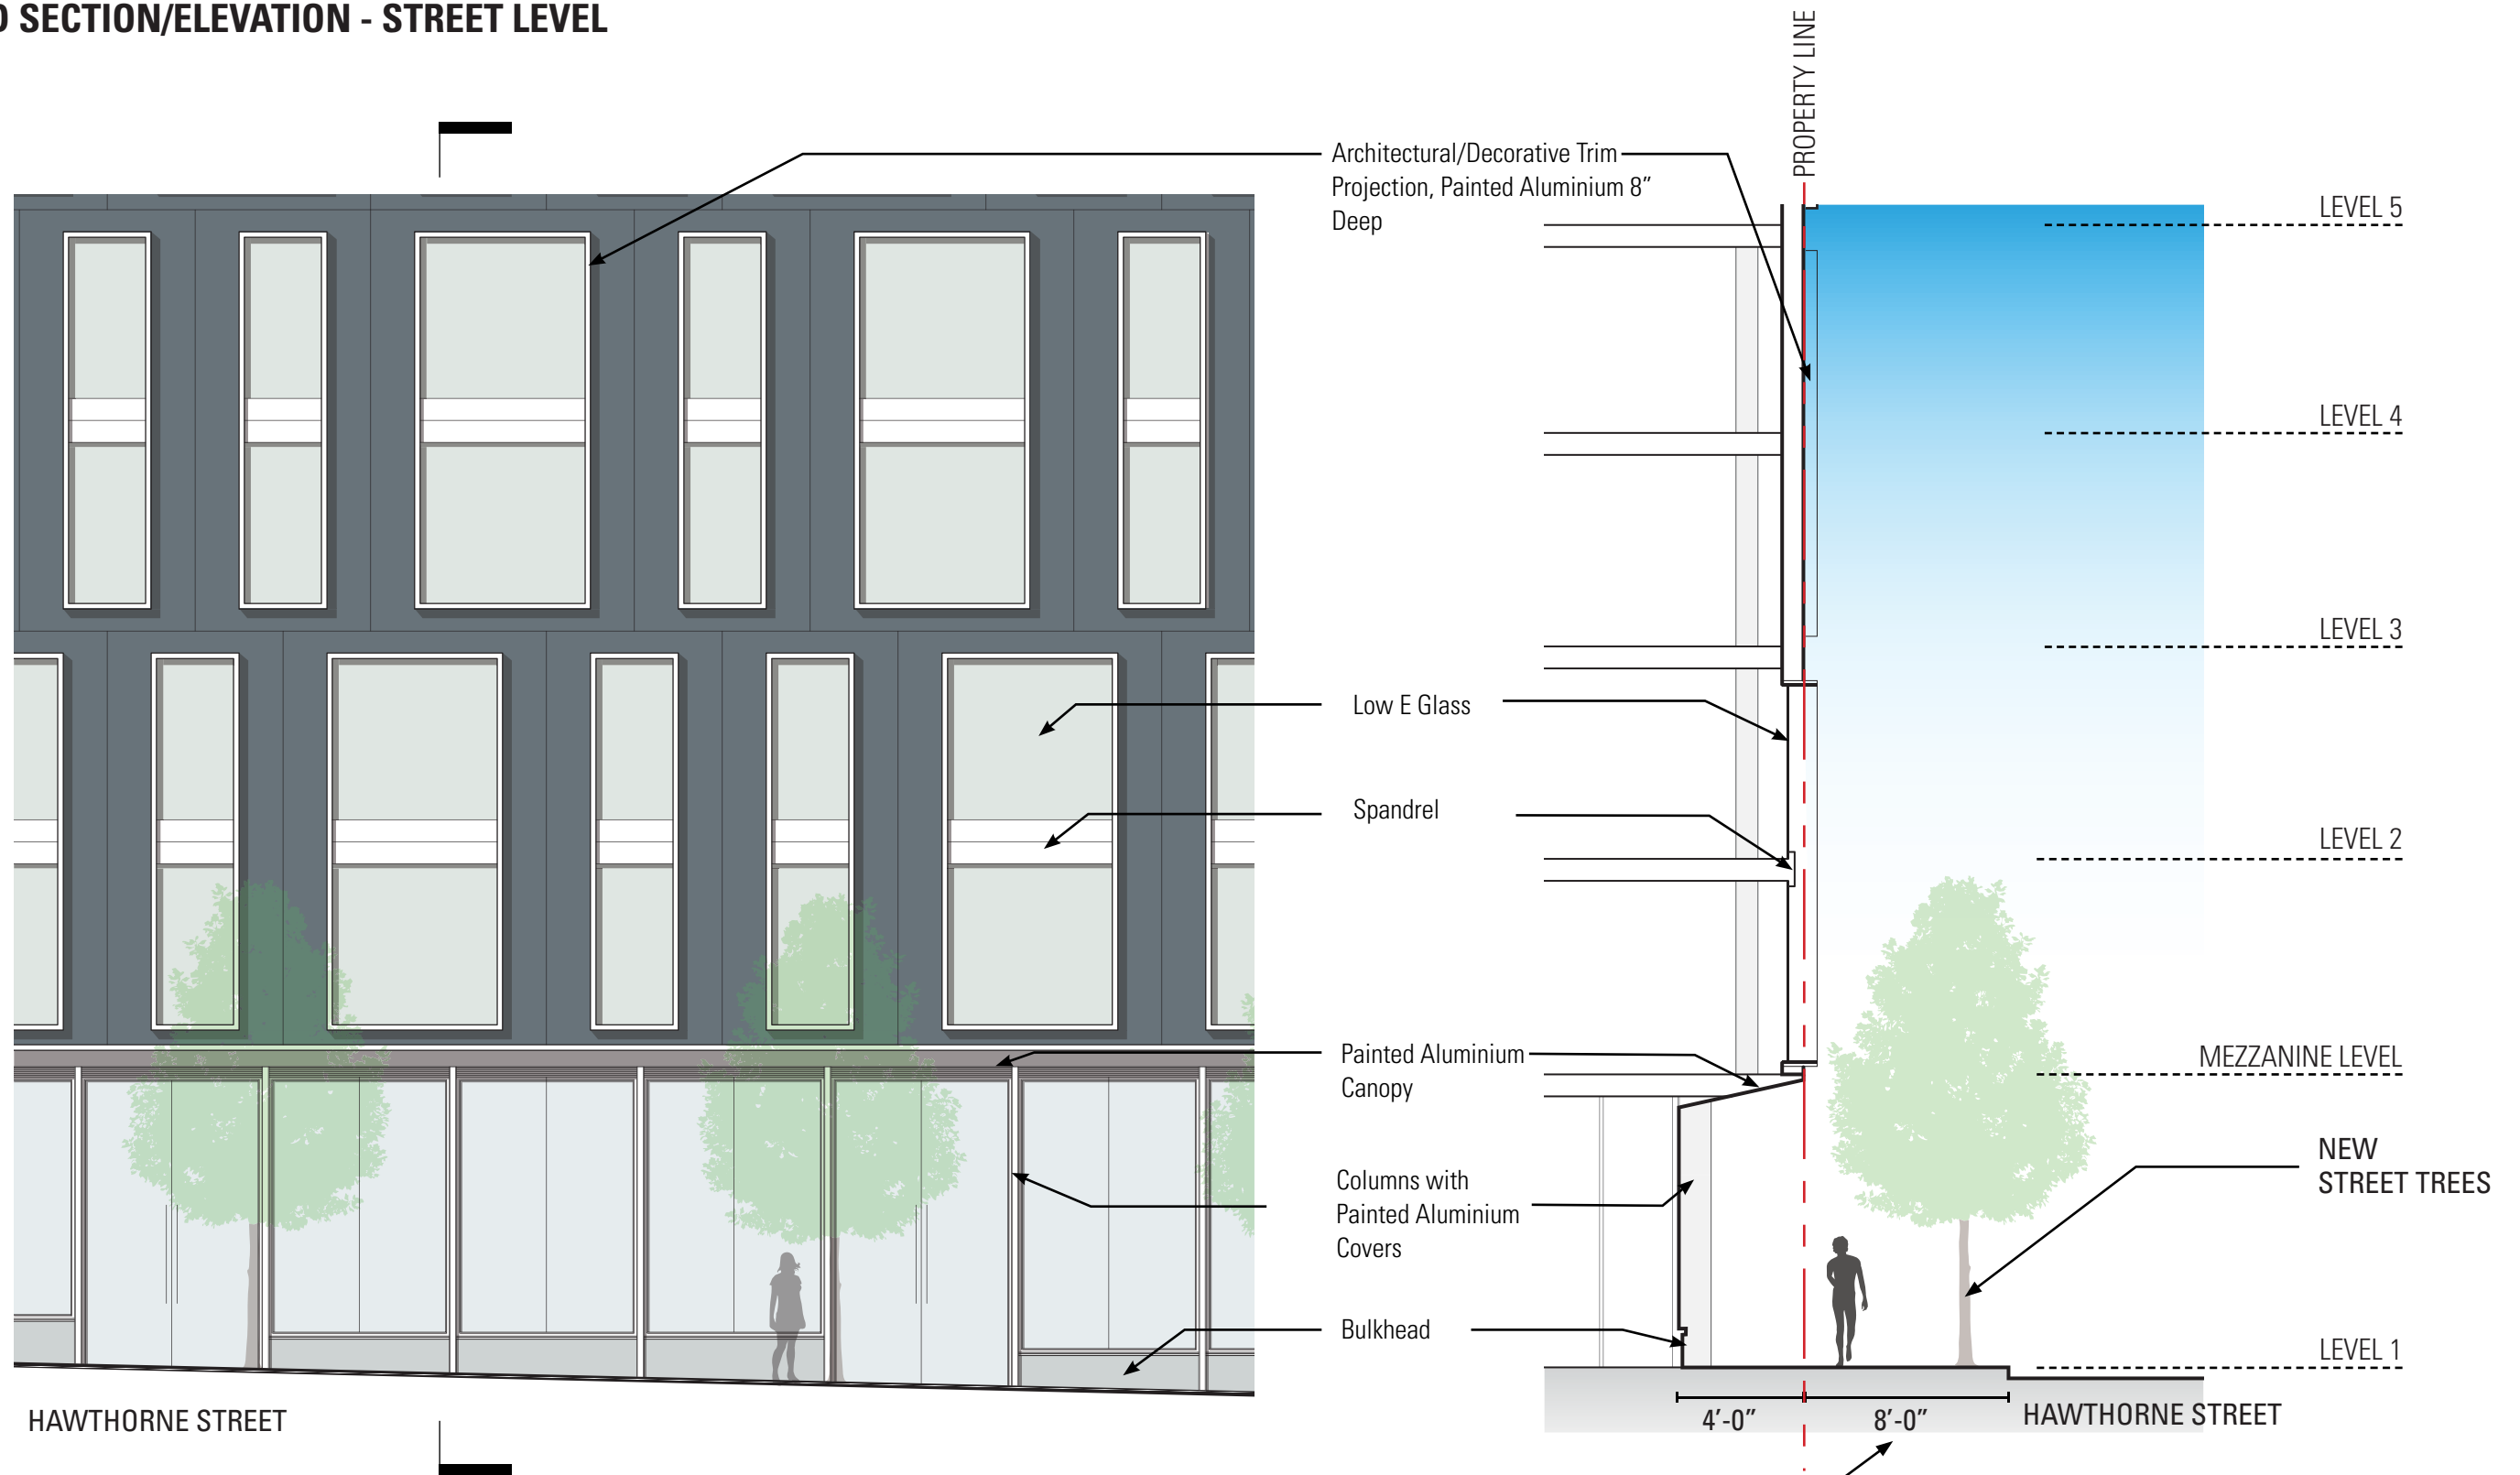 SECTION/ELEVATION - STREET LEVEL
PROPERTY LINE
Architectural/Decorative Trim
Projection, Painted Aluminium 8”
Deep
LEVEL 5
LEVEL 4
LEVEL 3
Low E Glass
Spandrel
LEVEL 2
Painted Aluminium
Canopy
MEZZANINE LEVEL
Columns with
Painted Aluminium
Covers
NEW
STREET TREES
Bulkhead
LEVEL 1
HAWTHORNE STREET
4’-0”
8’-0”
HAWTHORNE STREET